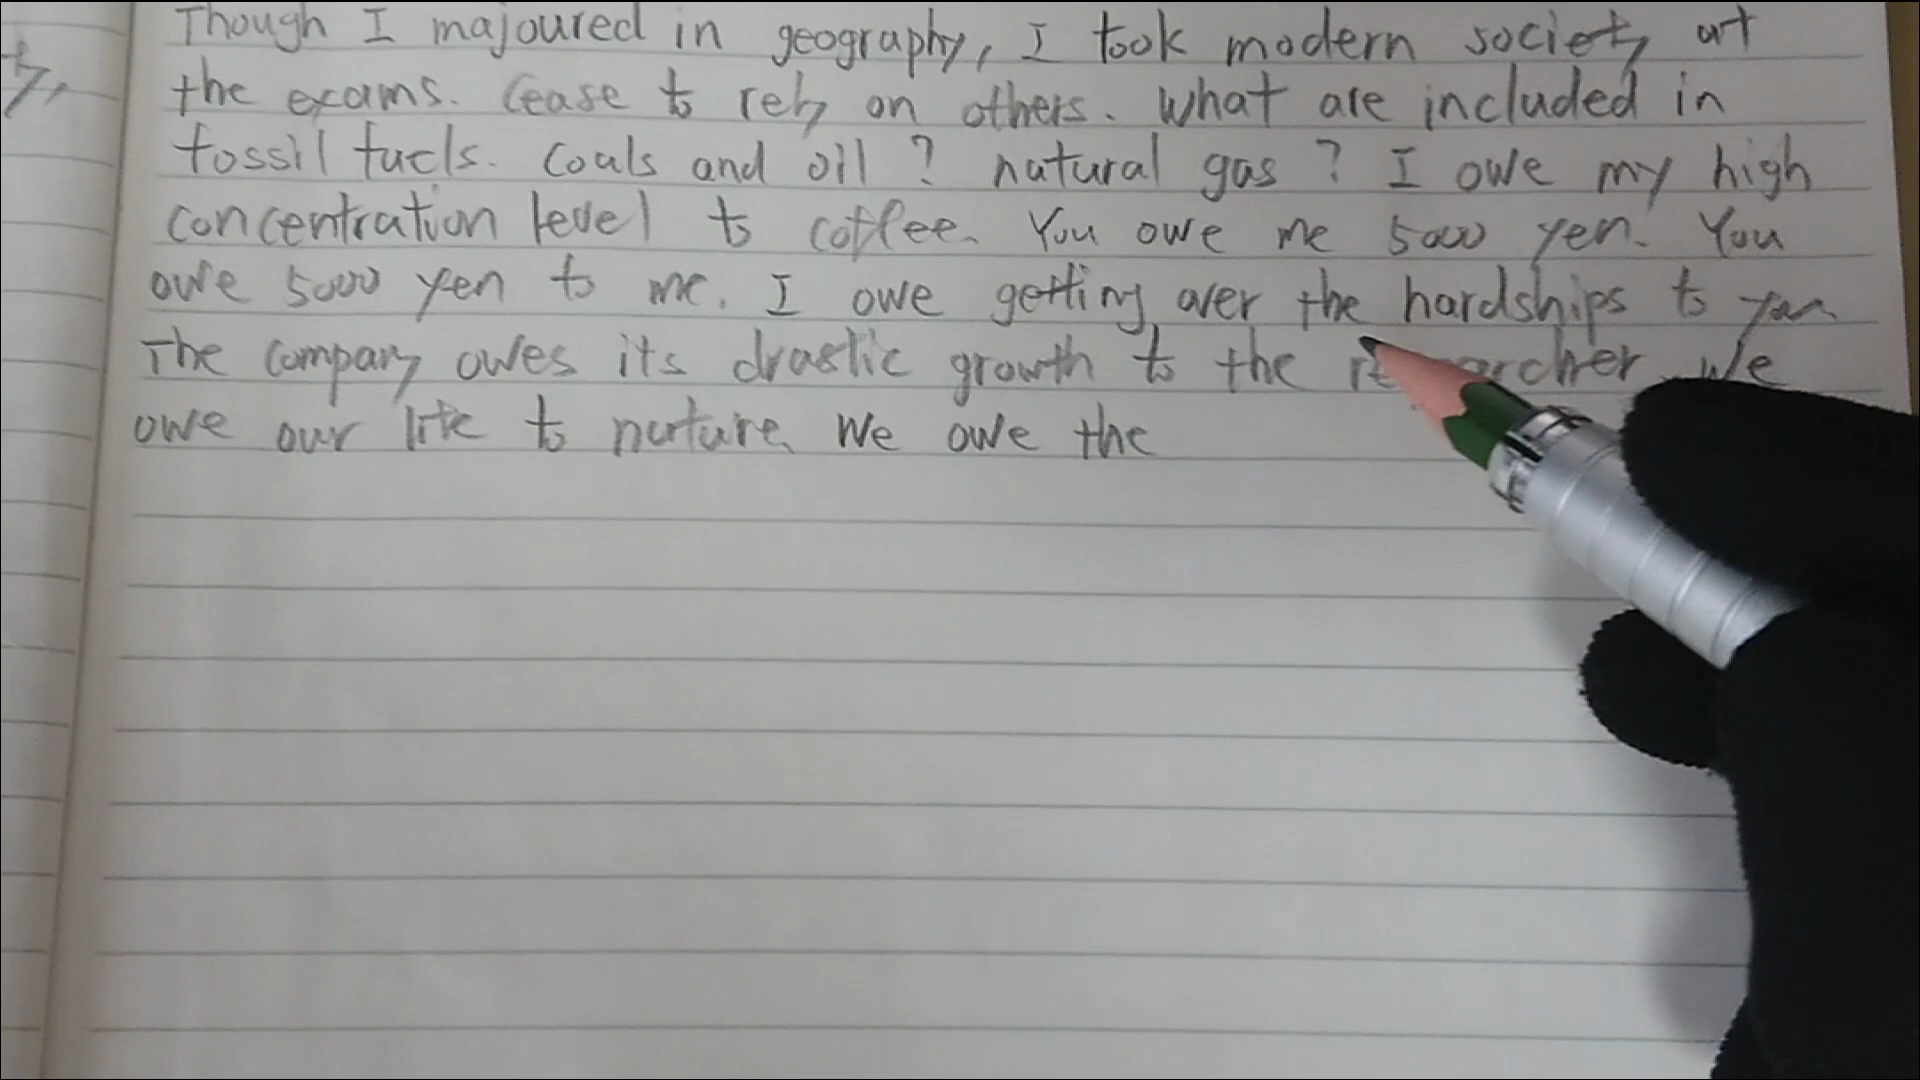 Though I majoured in geography, I took modern society at
the exams. Cease to rely on others. What are included in
fossil fuels. Coals and oil ? natural gas ? I owe my high
concentration level to coffee. You owe me 5000 yen. You
owe 5000 yen to me. I owe getting over the hardships to you.
The company owes its drastic growth to the researcher. We
owe our life to nature. We owe the